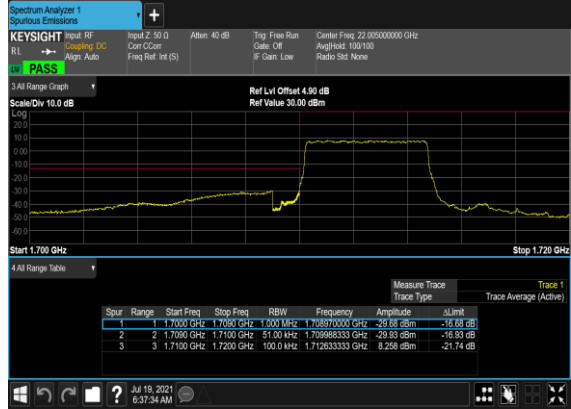 Spectrum Analyzer 1
Spurious Emissions
KEYSIGHT Input: RF Input Z: 50 Ω Atten: 40 dB Trig: Free Run Center Freq: 22.005000000 GHz
RL Coupling: DC Corr CCorr Gate: Off Avg|Hold: 100/100
Align: Auto Freq Ref: Int (S) IF Gain: Low Radio Std: None
PASS
3 All Range Graph Ref Lvl Offset 4.90 dB
Scale/Div 10.0 dB Ref Value 30.00 dBm
Log
20.0
10.0
0.00
-10.0
-20.0
-30.0
-40.0
-50.0
-60.0
Start 1.700 GHz Stop 1.720 GHz
4 All Range Table
Measure Trace Trace 1
Trace Type Trace Average (Active)
Spur Range Start Freq Stop Freq RBW Frequency Amplitude ΔLimit
1 1 1.7000 GHz 1.7090 GHz 1.000 MHz 1.708970000 GHz -29.68 dBm -16.68 dB
2 2 1.7090 GHz 1.7100 GHz 51.00 kHz 1.709988333 GHz -29.93 dBm -16.93 dB
3 3 1.7100 GHz 1.7200 GHz 100.0 kHz 1.712633333 GHz 8.258 dBm -21.74 dB
? Jul 19, 2021
6:37:34 AM